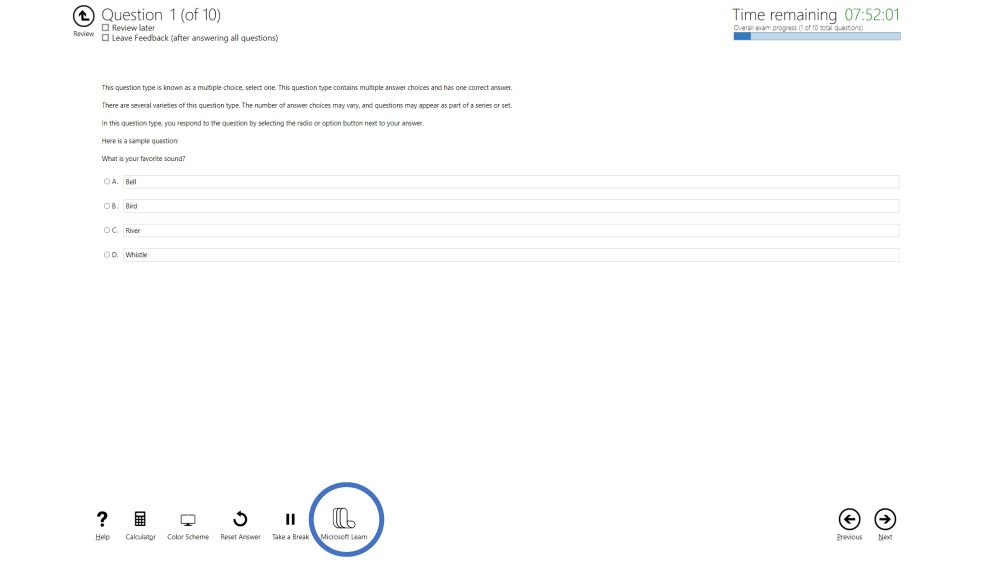 Question 1 (of 10)
Review later
Leave Feedback (after answering all questions)
Review
Time remaining 07:52:01
Overall exam progress (1 of 10 total questions)
This question type is known as a multiple choice, select one. This question type contains multiple answer choices and has one correct answer.
There are several varieties of this question type. The number of answer choices may vary, and questions may appear as part of a series or set.
In this question type, you respond to the question by selecting the radio or option button next to your answer.
Here is a sample question:
What is your favorite sound?
A. Bell
B. Bird
C. River
D. Whistle
Help Calculator Color Scheme Reset Answer Take a Break Microsoft Learn Previous Next